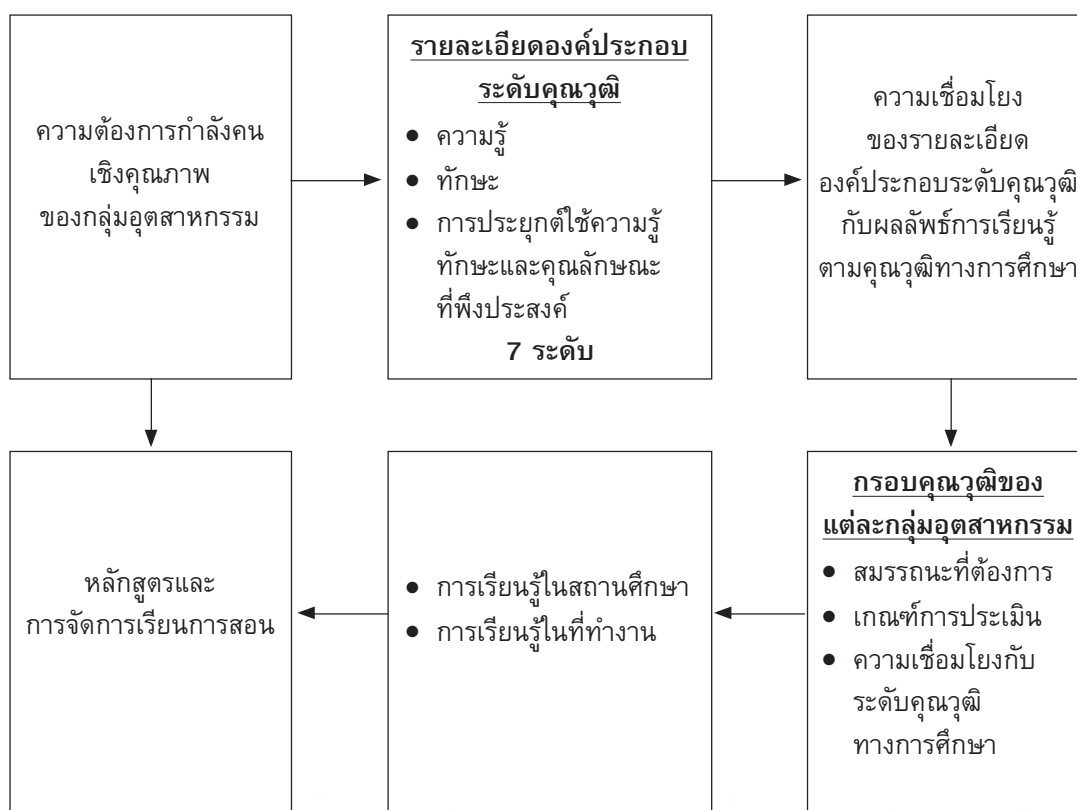 ความต้องการกำลังคน
เชิงคุณภาพ
ของกลุ่มอุตสาหกรรม
รายละเอียดองค์ประกอบ
ระดับคุณวุฒิ
● ความรู้
● ทักษะ
● การประยุกต์ใช้ความรู้
ทักษะและคุณลักษณะ
ที่พึงประสงค์
7 ระดับ
ความเชื่อมโยง
ของรายละเอียด
องค์ประกอบระดับคุณวุฒิ
กับผลลัพธ์การเรียนรู้
ตามคุณวุฒิทางการศึกษา
หลักสูตรและ
การจัดการเรียนการสอน
● การเรียนรู้ในสถานศึกษา
● การเรียนรู้ในที่ทำงาน
กรอบคุณวุฒิของ
แต่ละกลุ่มอุตสาหกรรม
● สมรรถนะที่ต้องการ
● เกณฑ์การประเมิน
● ความเชื่อมโยงกับ
ระดับคุณวุฒิ
ทางการศึกษา